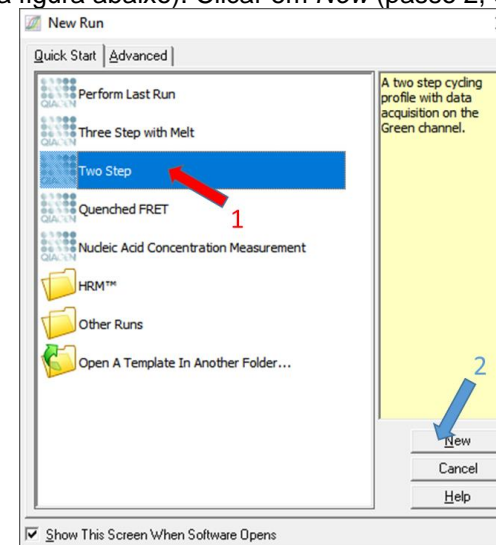 a figura abaixo). Clicar em New (passo 2,
New Run
Quick Start Advanced
Perform Last Run
Three Step with Melt
Two Step
1
Quenched FRET
Nucleic Acid Concentration Measurement
HRM™
Other Runs
Open A Template In Another Folder...
A two step cycling
profile with data
acquisition on the
Green channel.
2
New
Cancel
Help
Show This Screen When Software Opens